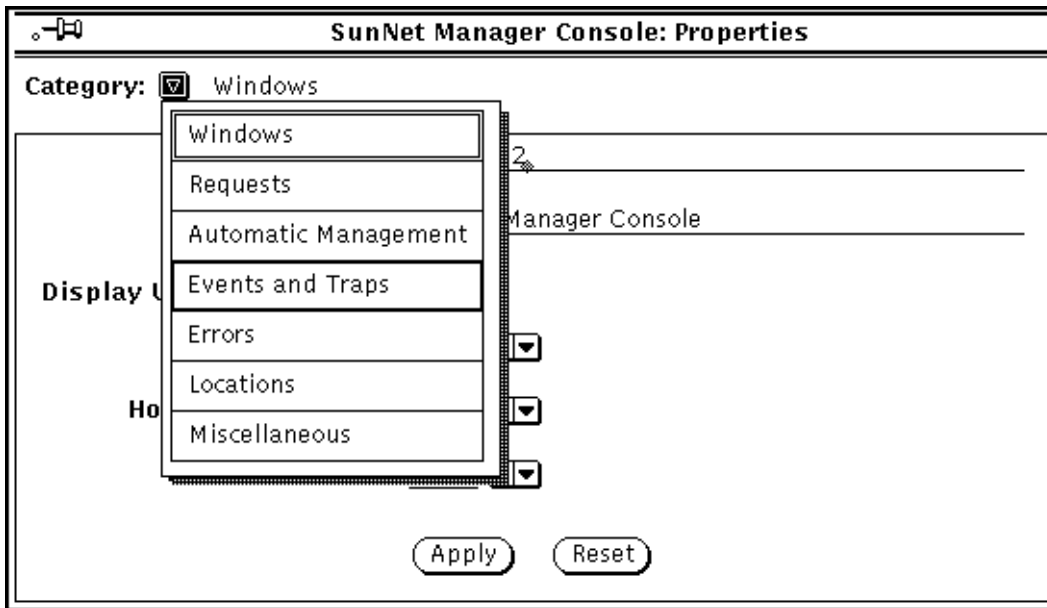 SunNet Manager Console: Properties
Category: Windows
Windows
2
Requests
Manager Console
Automatic Management
Display
Events and Traps
Errors
Locations
Ho
Miscellaneous
Apply Reset